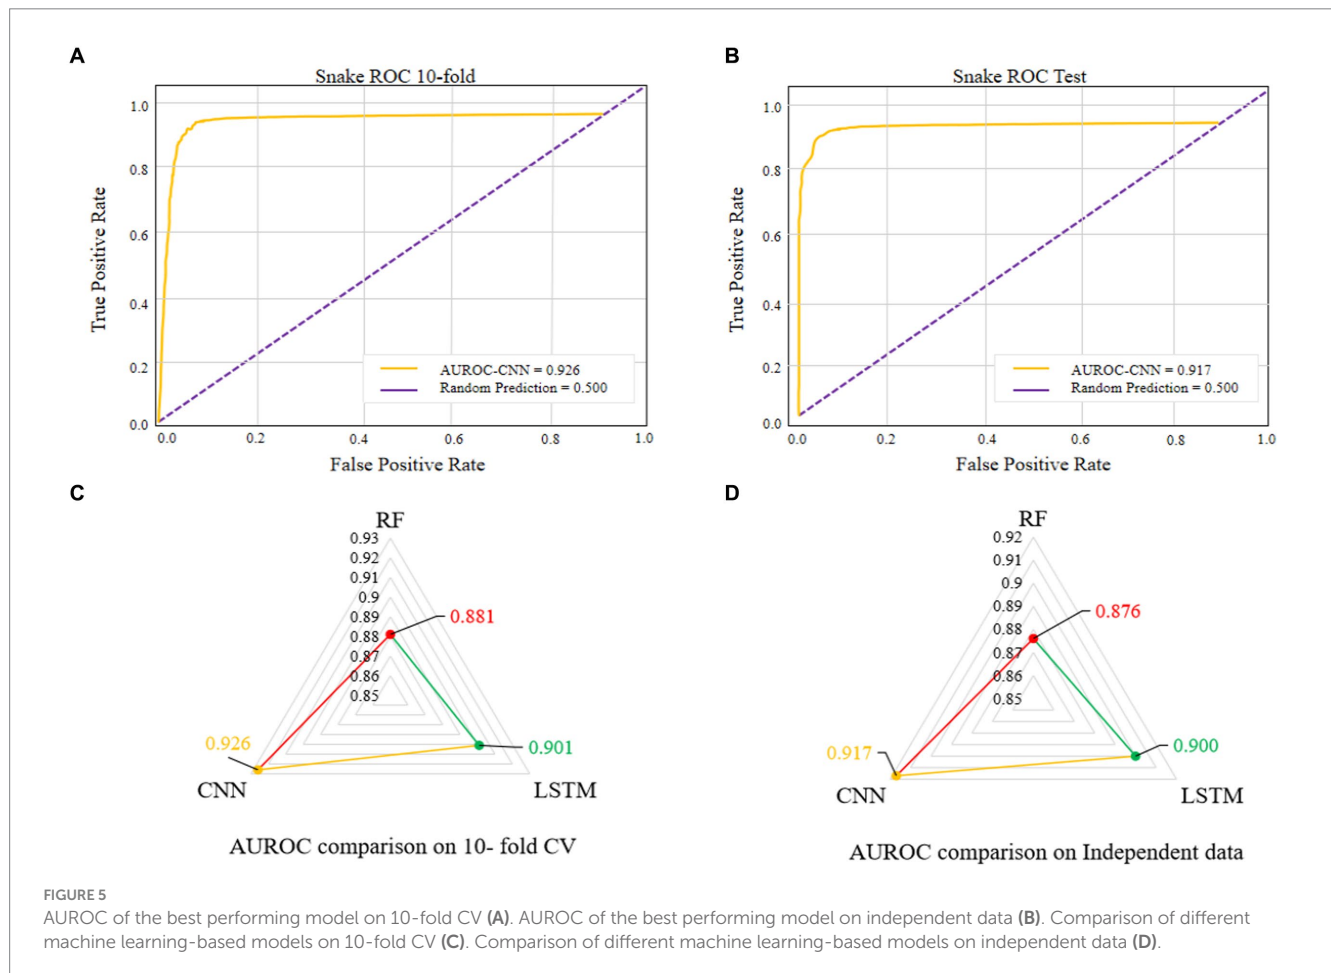 A
Snake ROC 10-fold
1.0
0.8
0.6
0.4
0.2
0.0
True Positive Rate
AUROC-CNN = 0.926
Random Prediction = 0.500
0.0 0.2 0.4 0.6 0.8 1.0
False Positive Rate
B
Snake ROC Test
1.0
0.8
0.6
0.4
0.2
0.0
True Positive Rate
AUROC-CNN = 0.917
Random Prediction = 0.500
0.0 0.2 0.4 0.6 0.8 1.0
False Positive Rate
C
RF
0.93
0.92
0.91
0.9
0.89
0.88
0.87
0.86
0.85
0.881
0.926
0.901
CNN
LSTM
AUROC comparison on 10- fold CV
D
RF
0.92
0.91
0.9
0.89
0.88
0.87
0.86
0.85
0.876
0.917
0.900
CNN
LSTM
AUROC comparison on Independent data
FIGURE 5
AUROC of the best performing model on 10-fold CV (A). AUROC of the best performing model on independent data (B). Comparison of different
machine learning-based models on 10-fold CV (C). Comparison of different machine learning-based models on independent data (D).